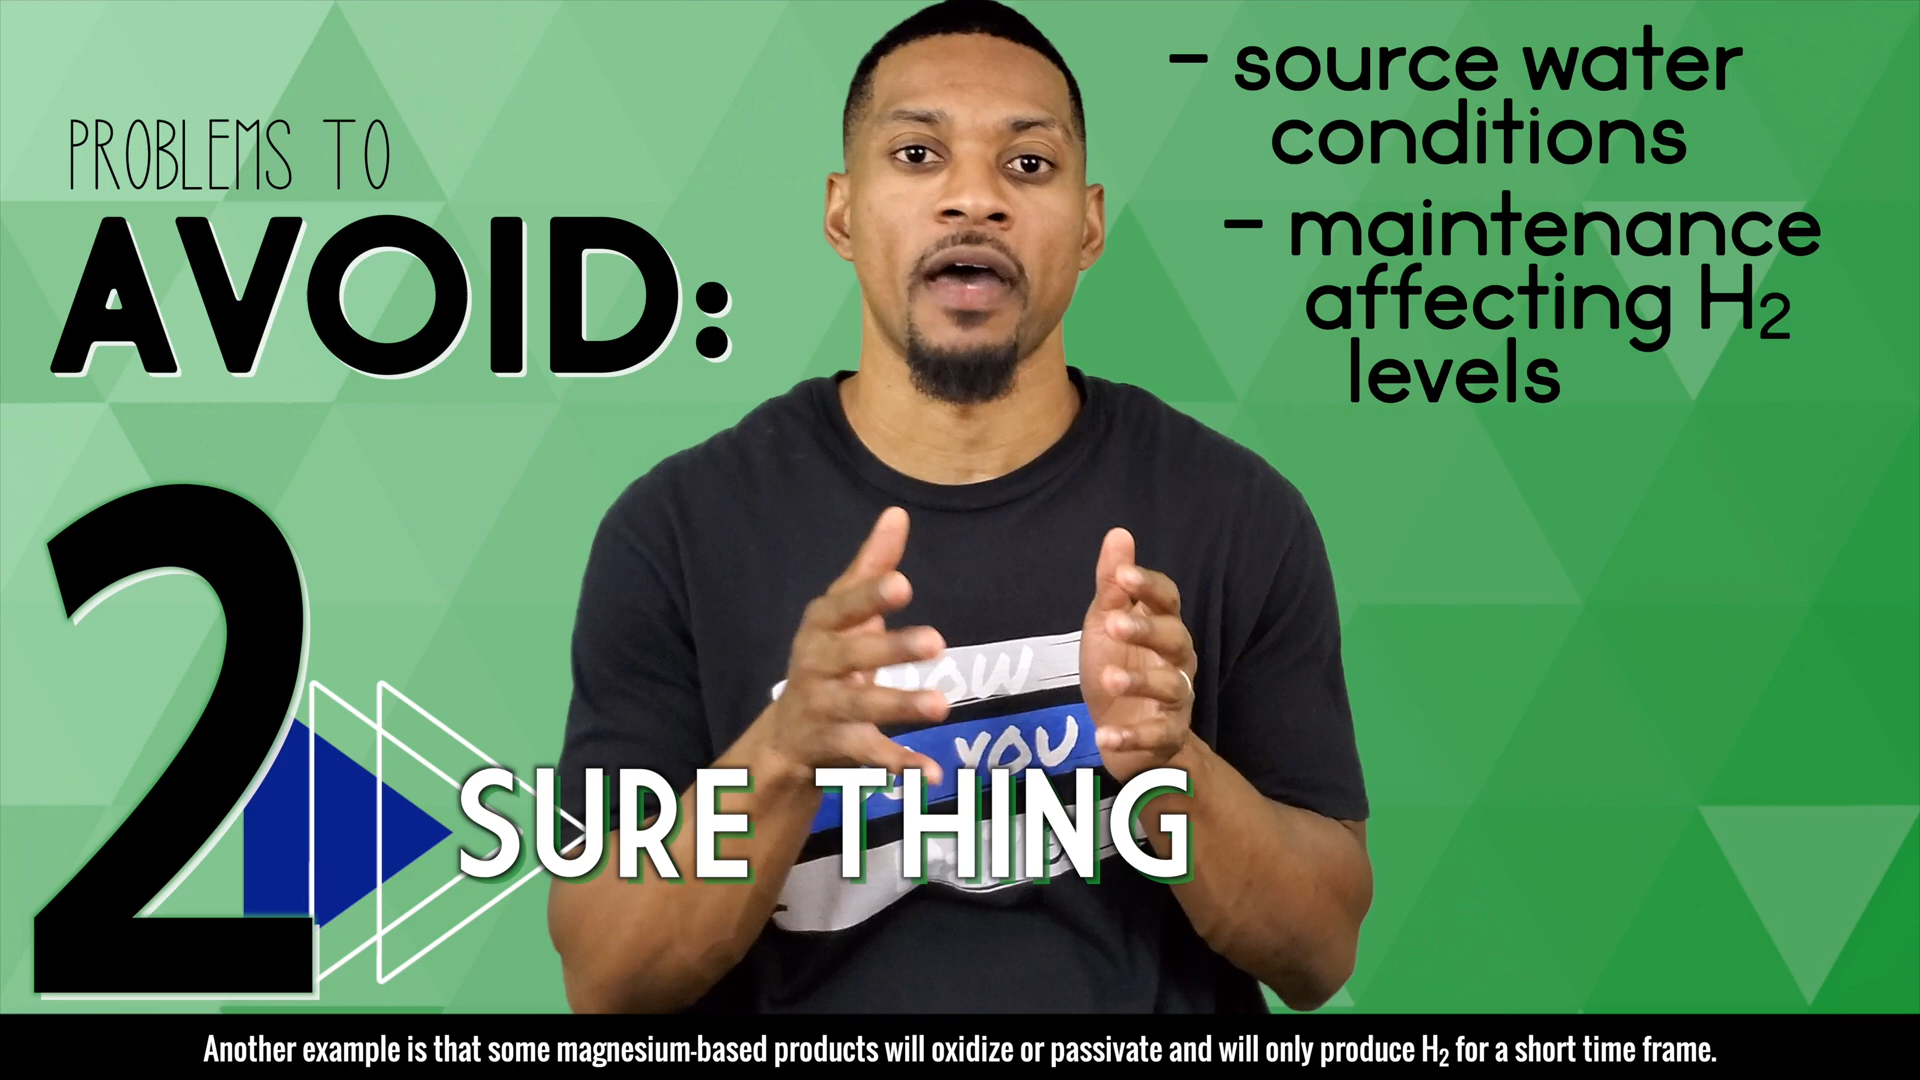 PROBLEMS TO
AVOID:
- source water
conditions
- maintenance
affecting H₂
levels
2
YOU
SURE THING
Another example is that some magnesium-based products will oxidize or passivate and will only produce H₂ for a short time frame.